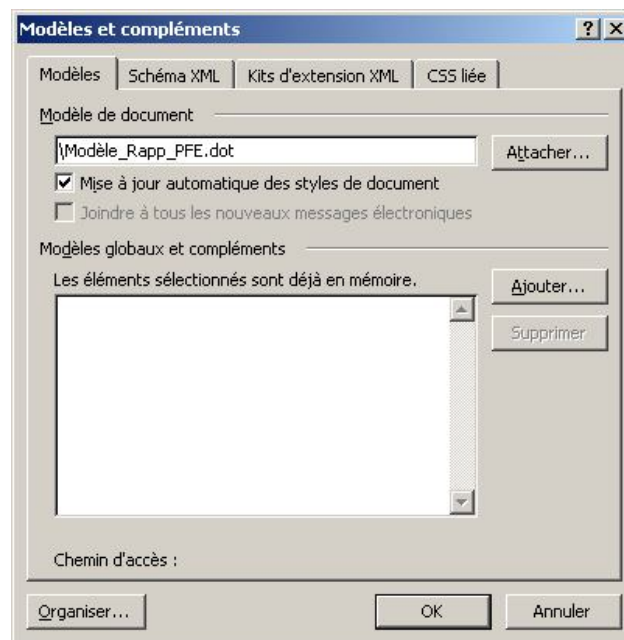 Modèles et compléments
Modèles Schéma XML Kits d'extension XML CSS liée
Modèle de document
\Modèle_Rapp_PFE.dot Attacher...
Mise à jour automatique des styles de document
Joindre à tous les nouveaux messages électroniques
Modèles globaux et compléments
Les éléments sélectionnés sont déjà en mémoire. Ajouter...
Supprimer
Chemin d'accès :
Organiser... OK Annuler